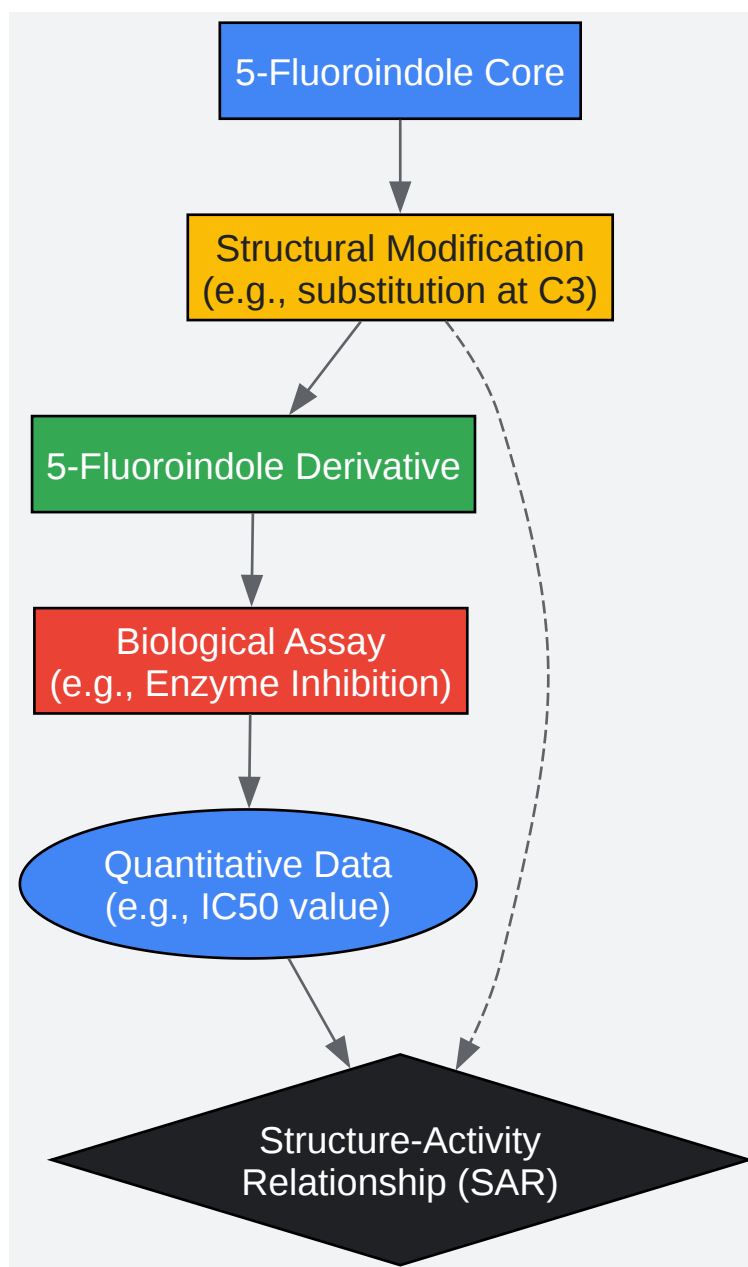 5-Fluoroindole Core
Structural Modification
(e.g., substitution at C3)
5-Fluoroindole Derivative
Biological Assay
(e.g., Enzyme Inhibition)
Quantitative Data
(e.g., IC50 value)
Structure-Activity
Relationship (SAR)